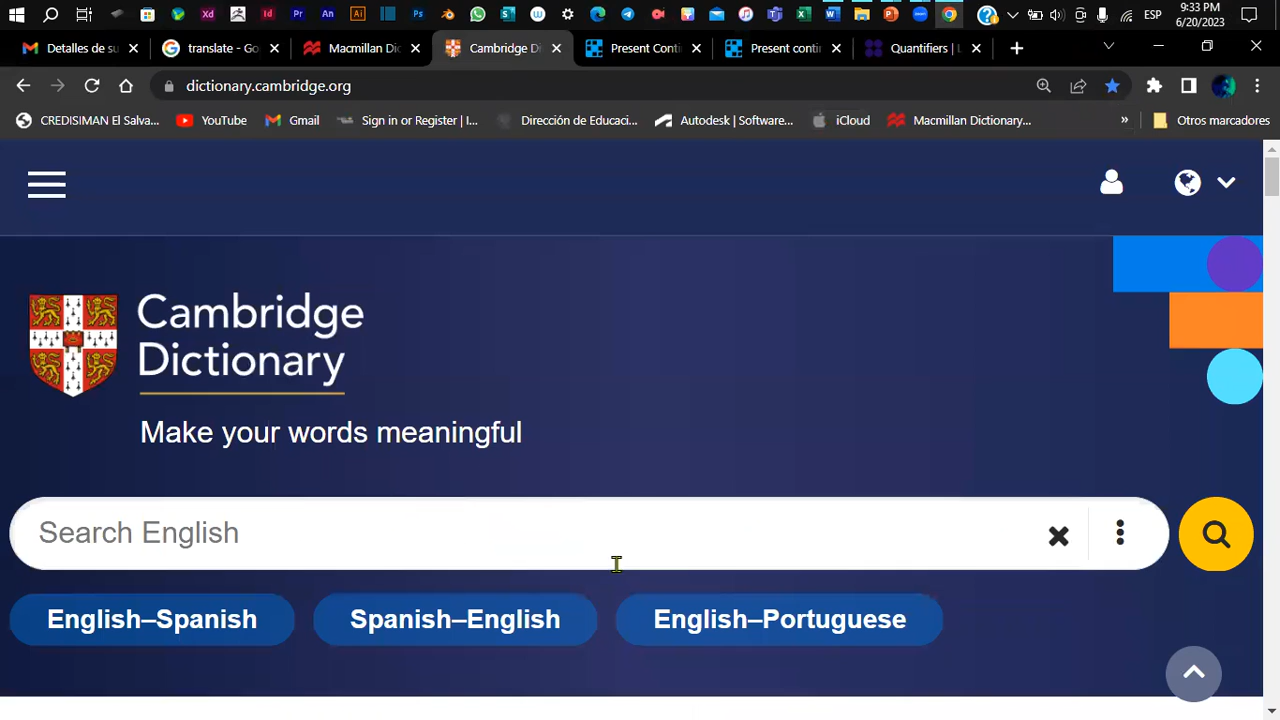 9:33 PM
ESP
6/20/2023
Detalles de su
translate - Go
Macmillan Dict
Cambridge Di
Present Conti
Present contin
Quantifiers | L
dictionary.cambridge.org
CREDISIMAN El Salva...
YouTube
Gmail
Sign in or Register | I...
Dirección de Educaci...
Autodesk | Software...
iCloud
Macmillan Dictionary...
»
Otros marcadores
Cambridge
Dictionary
Make your words meaningful
Search English
English–Spanish
Spanish–English
English–Portuguese